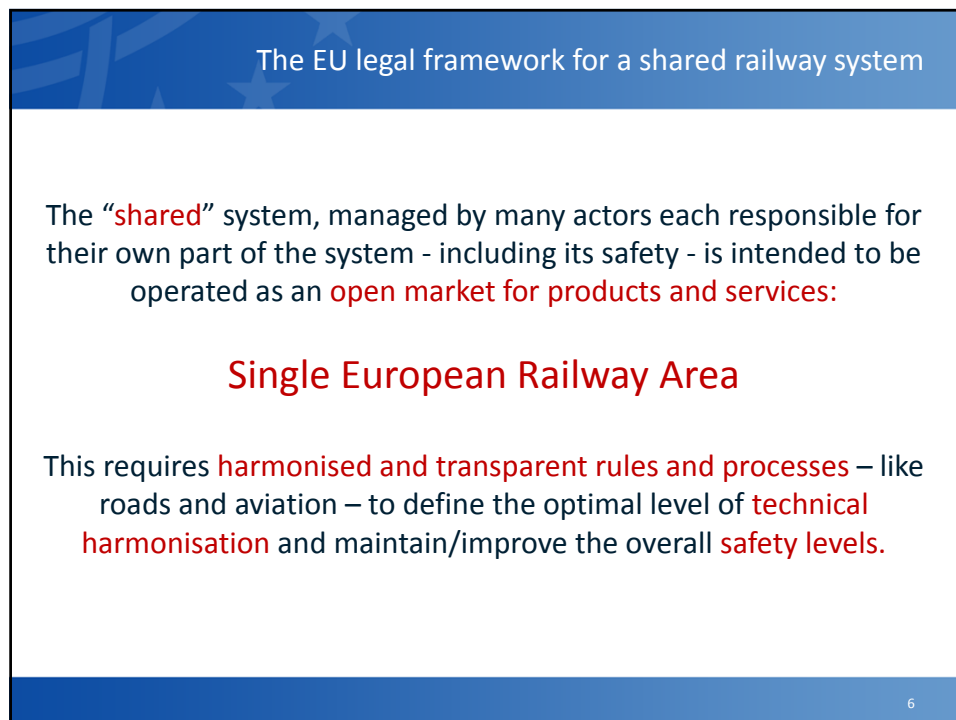 The EU legal framework for a shared railway system
The “shared” system, managed by many actors each responsible for
their own part of the system - including its safety - is intended to be
operated as an open market for products and services:
Single European Railway Area
This requires harmonised and transparent rules and processes – like
roads and aviation – to define the optimal level of technical
harmonisation and maintain/improve the overall safety levels.
6